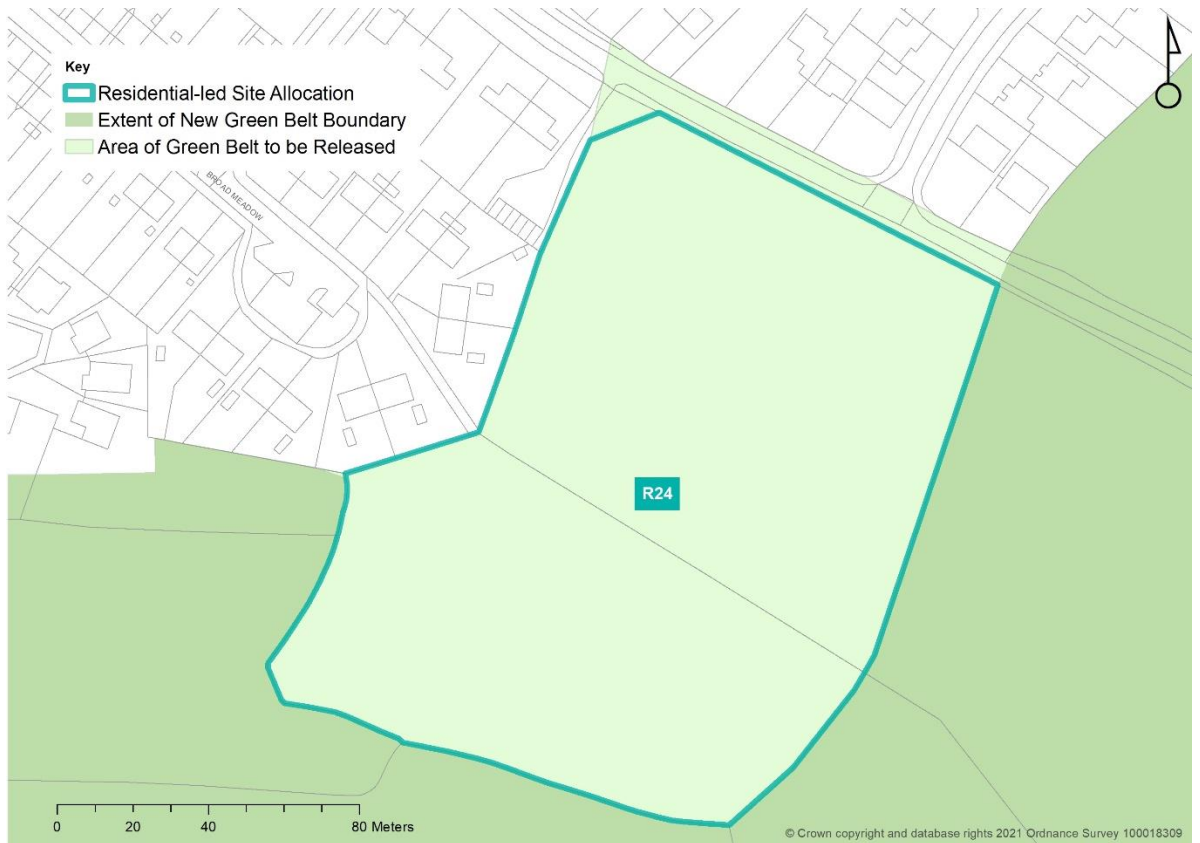 Key
Residential-led Site Allocation
Extent of New Green Belt Boundary
Area of Green Belt to be Released
BROAD MEADOW
R24
0 20 40 80 Meters
© Crown copyright and database rights 2021 Ordnance Survey 100018309